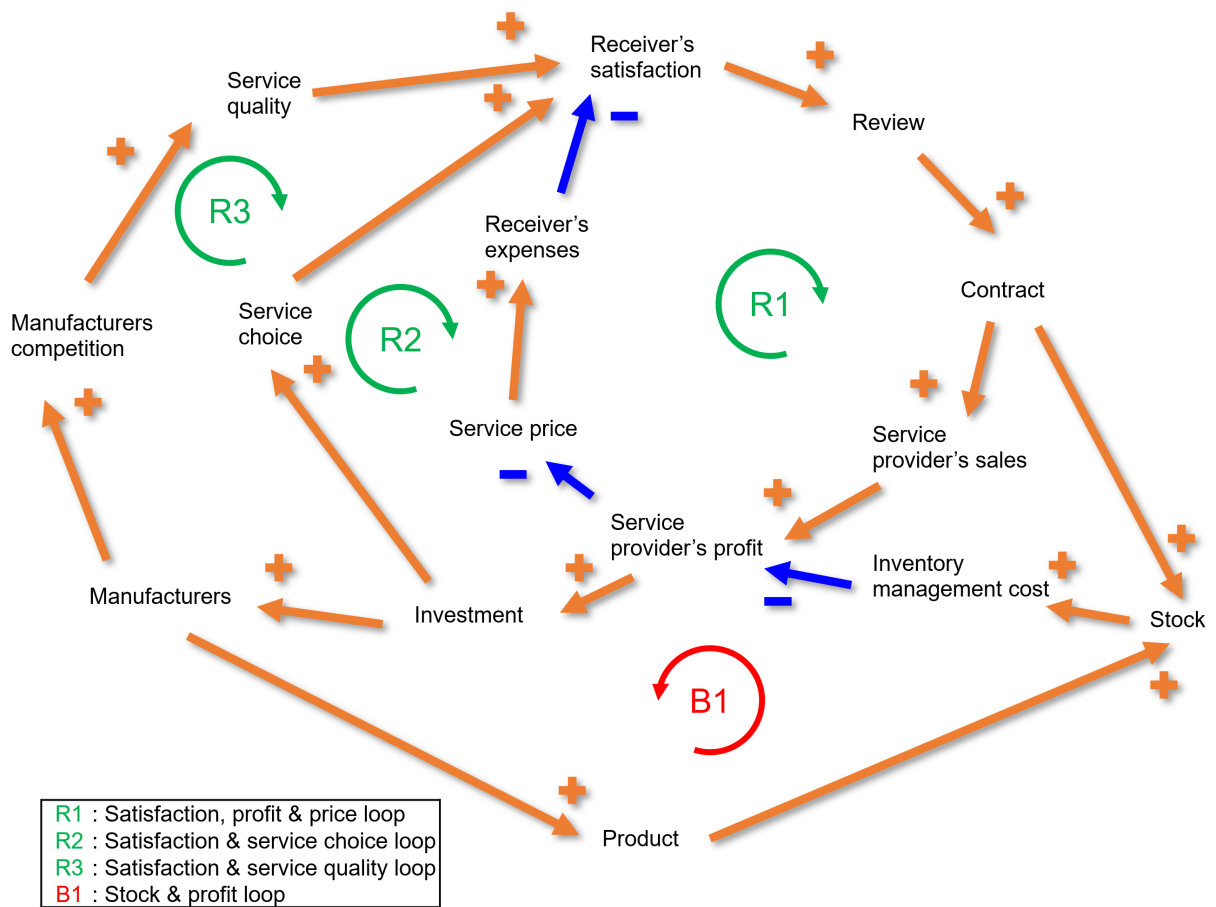 Receiver's
satisfaction
Service
quality
Review
R3
Receiver's
expenses
Contract
R1
Manufacturers
competition
Service
choice
R2
Service price
Service
provider's sales
Service
provider's profit
Inventory
management cost
Manufacturers
Investment
Stock
B1
Product
R1 : Satisfaction, profit & price loop
R2 : Satisfaction & service choice loop
R3 : Satisfaction & service quality loop
B1 : Stock & profit loop